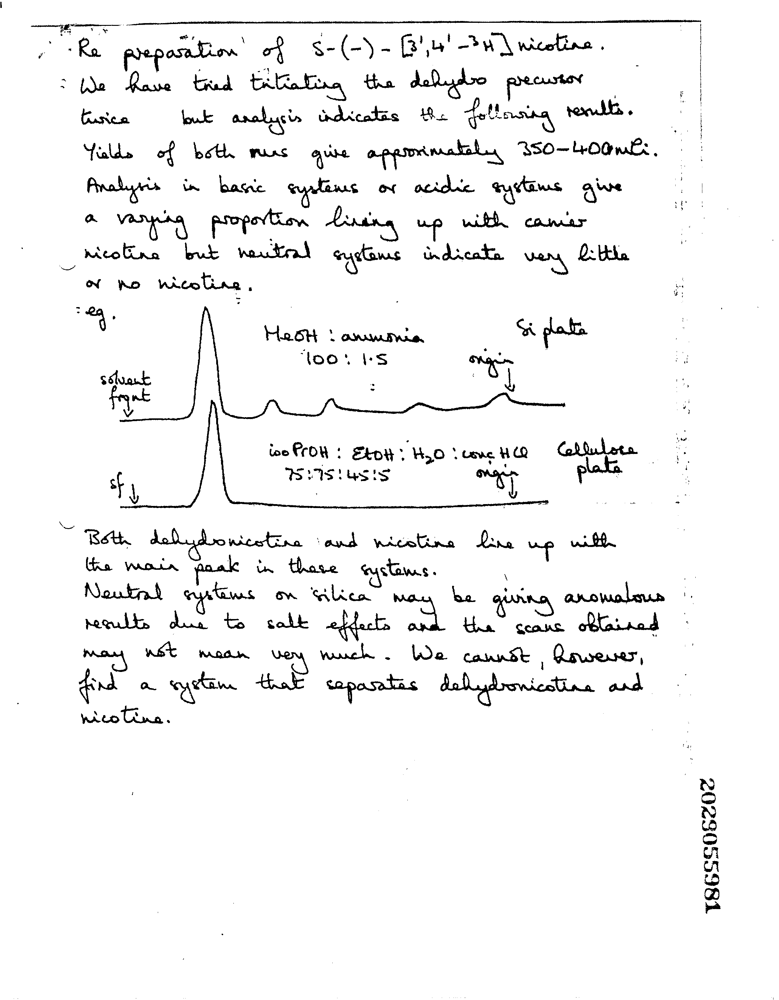 Re preparation of S-(-)-[3',4'-³H]nicotine.
We have tried tritiating the dehydro precursor
twice but analysis indicates the following results.
Yields of both runs give approximately 350-400mCi.
Analysis in basic systems or acidic systems give
a varying proportion lining up with carrier
nicotine but neutral systems indicate very little
or no nicotine.
eg.
MeOH : ammonia
100 : 1.5
Si plate
origin
solvent
front
isoPrOH : EtOH : H₂O : conc HCl
75:75:45:5
Cellulose
plate
origin
sf
Both dehydronicotine and nicotine line up with
the main peak in these systems.
Neutral systems on silica may be giving anomalous
results due to salt effects and the scans obtained
may not mean very much. We cannot, however,
find a system that separates dehydronicotine and
nicotine.
2029055981